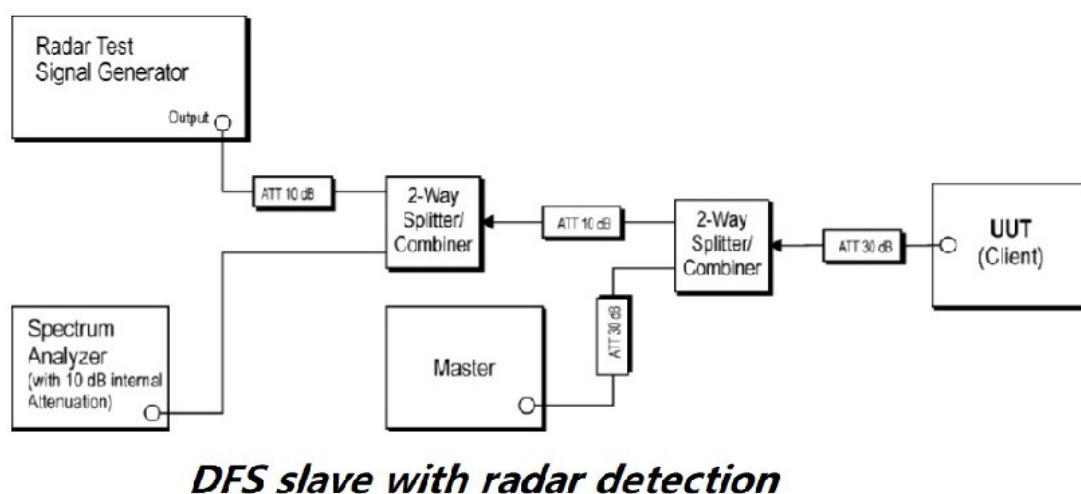 Radar Test
Signal Generator
Output
ATT 10 dB
2-Way
Splitter/
Combiner
ATT 10 dB
2-Way
Splitter/
Combiner
ATT 30 dB
UUT
(Client)
Spectrum
Analyzer
(with 10 dB internal
Attenuation)
Master
ATT 30 dB
DFS slave with radar detection